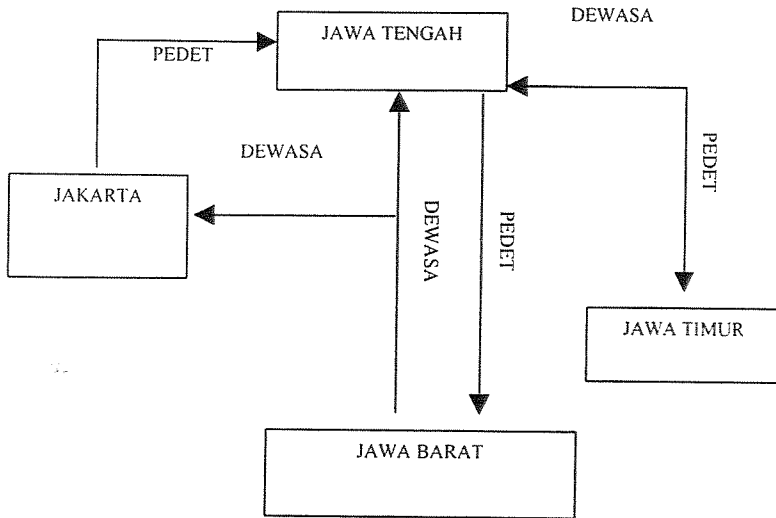 DEWASA
JAWA TENGAH
PEDET
DEWASA
PEDET
JAKARTA
DEWASA
PEDET
JAWA TIMUR
JAWA BARAT